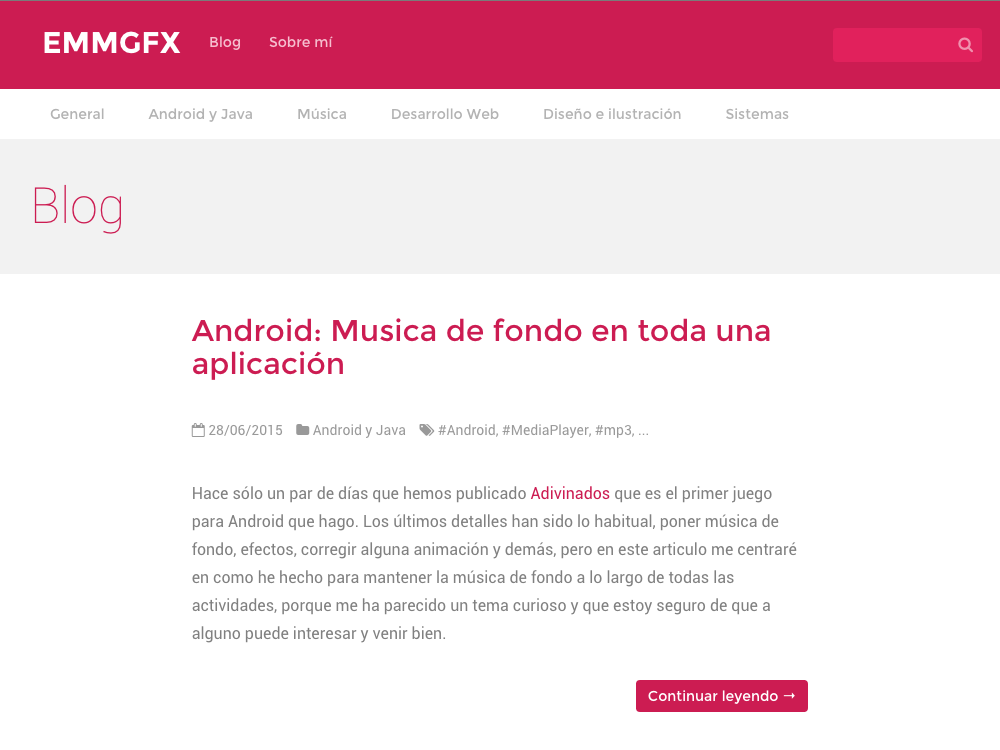 EMMGFX Blog Sobre mí
General Android y Java Música Desarrollo Web Diseño e ilustración Sistemas
Blog
Android: Musica de fondo en toda una
aplicación
28/06/2015 Android y Java #Android, #MediaPlayer, #mp3, ...
Hace sólo un par de días que hemos publicado Adivinados que es el primer juego
para Android que hago. Los últimos detalles han sido lo habitual, poner música de
fondo, efectos, corregir alguna animación y demás, pero en este articulo me centraré
en como he hecho para mantener la música de fondo a lo largo de todas las
actividades, porque me ha parecido un tema curioso y que estoy seguro de que a
alguno puede interesar y venir bien.
Continuar leyendo →